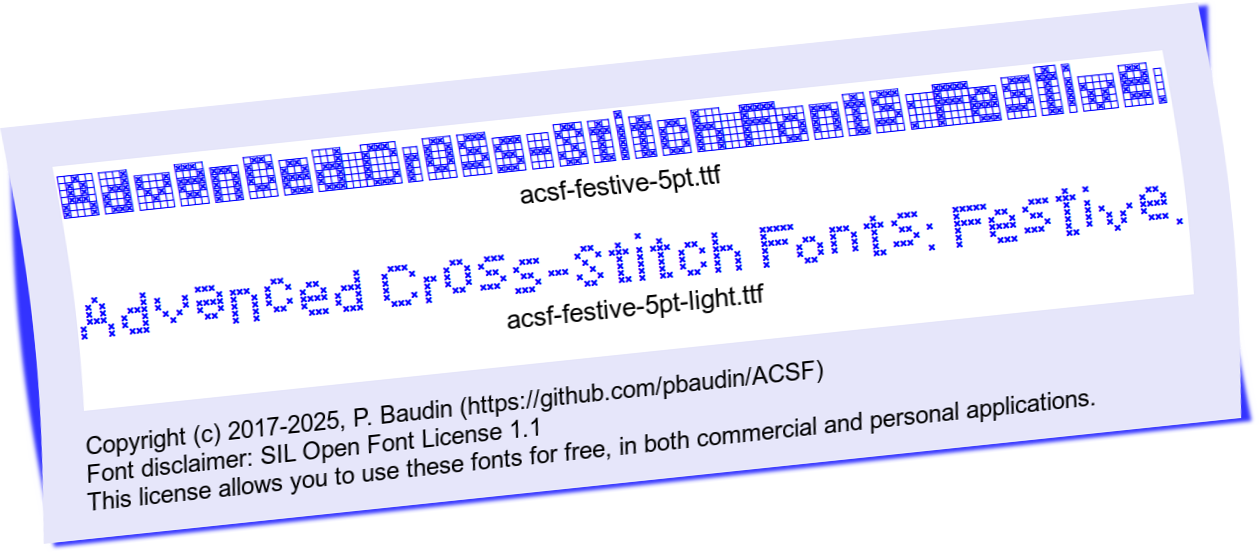 Advanced Cross-Stitch Fonts: Festive.
acsf-festive-5pt.ttf
Advanced Cross-Stitch Fonts: Festive.
acsf-festive-5pt-light.ttf
Copyright (c) 2017-2025, P. Baudin (https://github.com/pbaudin/ACSF)
Font disclaimer: SIL Open Font License 1.1
This license allows you to use these fonts for free, in both commercial and personal applications.